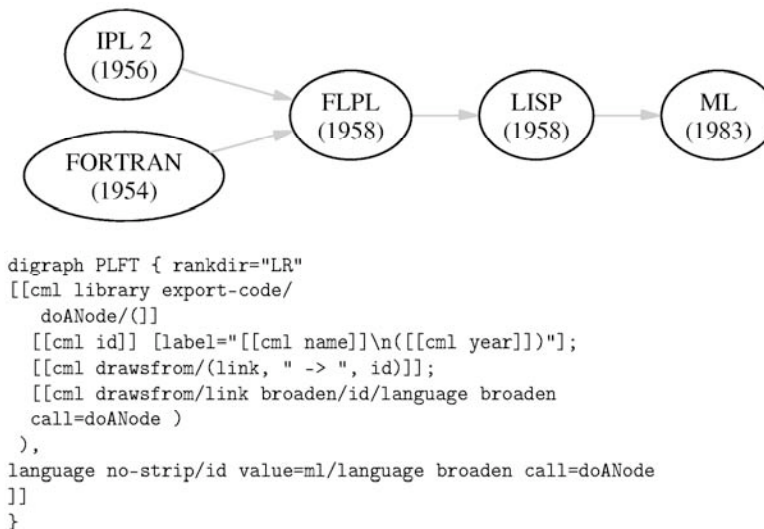 IPL 2
(1956)
FORTRAN
(1954)
FLPL
(1958)
LISP
(1958)
ML
(1983)
digraph PLFT { rankdir="LR"
[[cml library export-code/
doANode/(]]
[[cml id]] [label="[[cml name]]\n([[cml year]])"];
[[cml drawsfrom/(link, " -> ", id)]];
[[cml drawsfrom/link broaden/id/language broaden
call=doANode )
),
language no-strip/id value=ml/language broaden call=doANode
]]
}